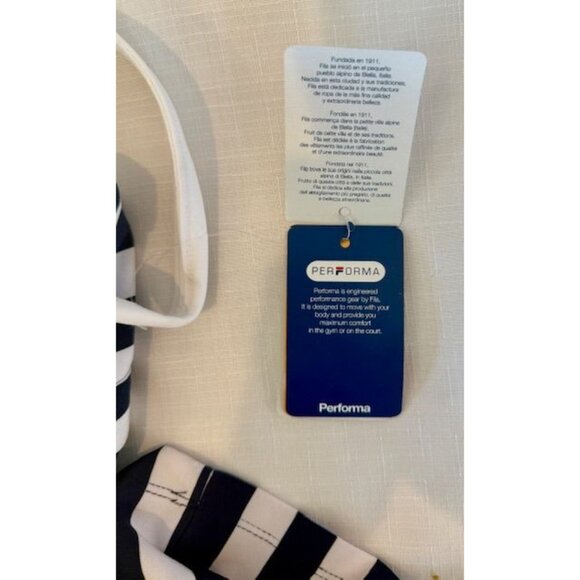 Fundada en 1911,
Fila se inició en el pequeño
pueblo alpino de Biella, Italia.
Nacida en esta ciudad y sus tradiciones,
Fila está dedicada a la manufactura
de ropa de la más fina calidad
y extraordinaria belleza.
Fondée en 1911,
Fila commença dans la petite ville alpine
de Biella (Italie).
Fruit de cette ville et de ses traditions,
Fila se dédie à la fabrication
des vêtements les plus raffinés de qualité
et d'une extraordinaire beauté.
Fondata nel 1911,
Fila trova le sue origini nella piccola città
alpina di Biella, in Italia.
Frutto di questa città e delle sue tradizioni,
Fila si dedica alla produzione
dell'abbigliamento più pregiato, di qualità
e bellezza straordinarie.
PERFORMA
Performa is engineered
performance gear by Fila.
It is designed to move with your
body and provide you
maximum comfort
in the gym or on the court.
Performa